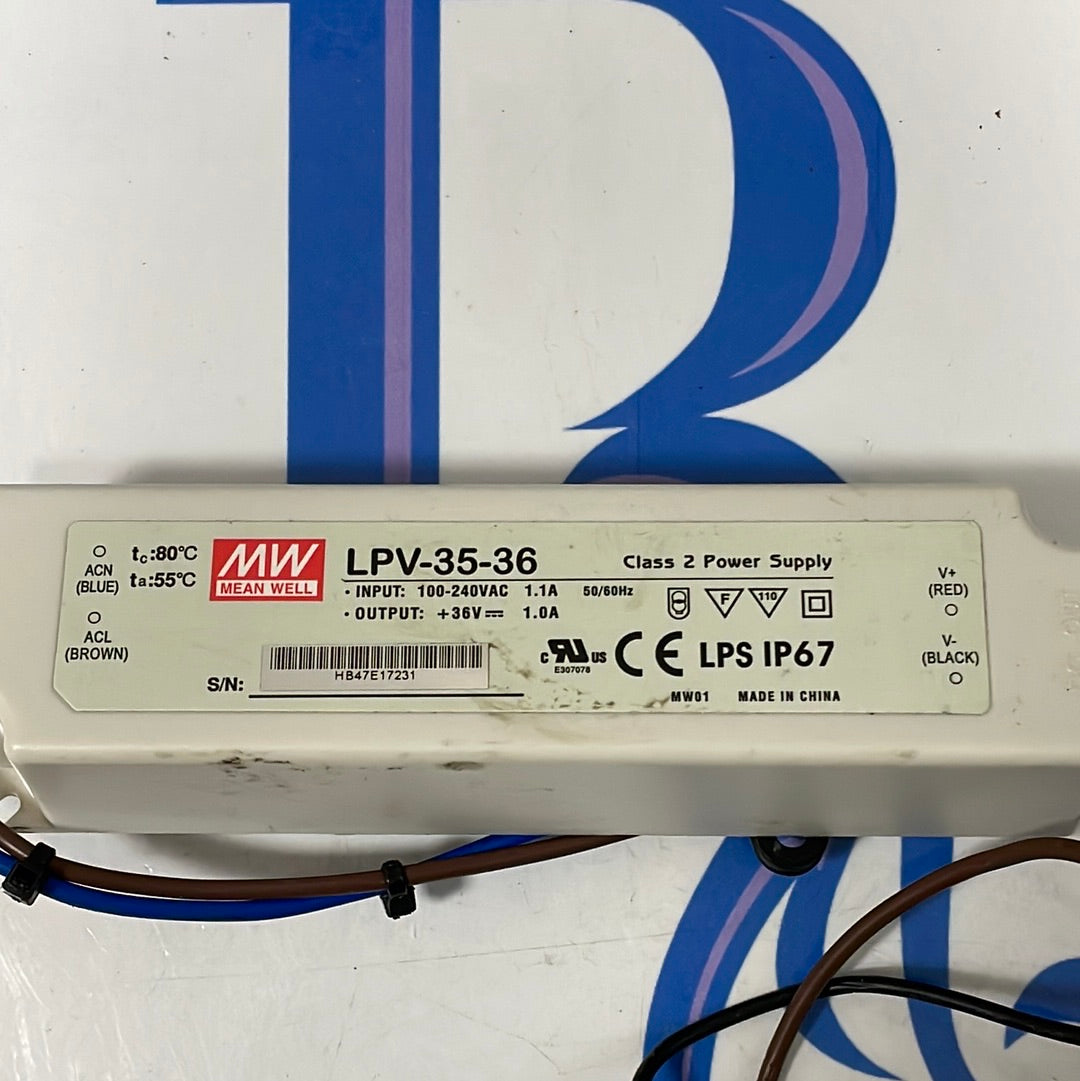 ACN
(BLUE)
ACL
(BROWN)
tc:80℃
ta:55℃
MW
MEAN WELL
LPV-35-36
Class 2 Power Supply
· INPUT: 100-240VAC 1.1A 50/60Hz
· OUTPUT: +36V⎓ 1.0A
F
110
S/N:
HB47E17231
c RU US
E307078
CE LPS IP67
MW01 MADE IN CHINA
V+
(RED)
V-
(BLACK)